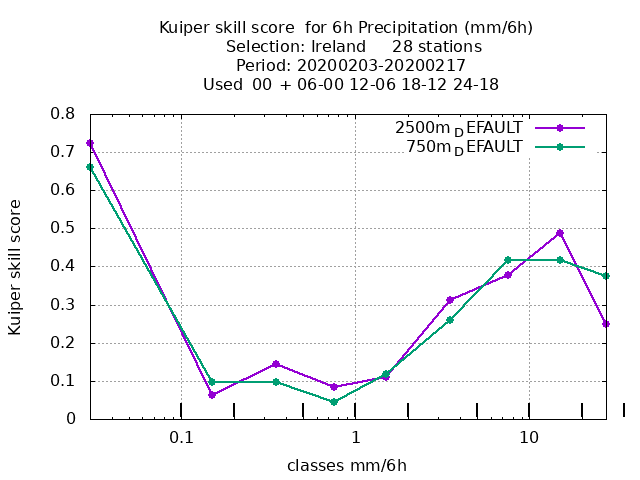 Kuiper skill score  for 6h Precipitation (mm/6h)
Selection: Ireland     28 stations
Period: 20200203-20200217
Used  00 + 06-00 12-06 18-12 24-18
2500m_DEFAULT
750m_DEFAULT
0.8
0.7
0.6
0.5
0.4
0.3
0.2
0.1
0
Kuiper skill score
0.1 1 10
classes mm/6h